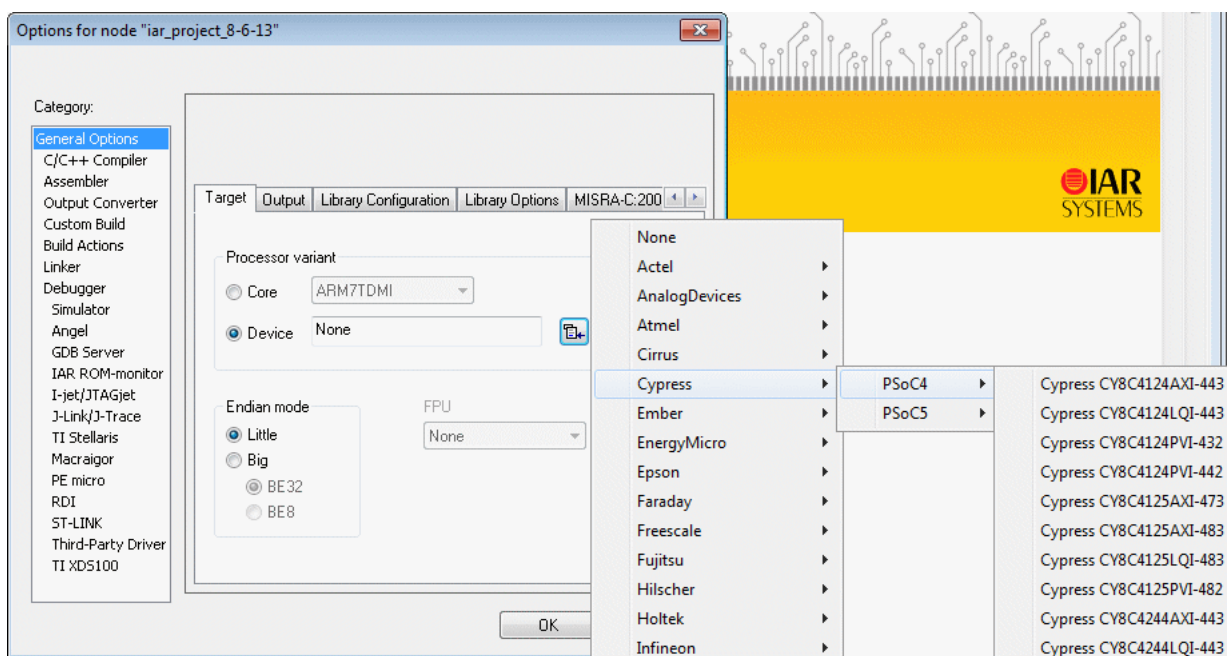 Options for node "iar_project_8-6-13"
Category:
General Options
C/C++ Compiler
Assembler
Output Converter
Custom Build
Build Actions
Linker
Debugger
Simulator
Angel
GDB Server
IAR ROM-monitor
I-jet/JTAGjet
J-Link/J-Trace
TI Stellaris
Macraigor
PE micro
RDI
ST-LINK
Third-Party Driver
TI XDS100
Target Output Library Configuration Library Options MISRA-C:200
Processor variant
Core ARM7TDMI
Device None
Endian mode
Little
Big
BE32
BE8
FPU
None
OK
IAR
SYSTEMS
None
Actel
AnalogDevices
Atmel
Cirrus
Cypress
Ember
EnergyMicro
Epson
Faraday
Freescale
Fujitsu
Hilscher
Holtek
Infineon
PSoC4
PSoC5
Cypress CY8C4124AXI-443
Cypress CY8C4124LQI-443
Cypress CY8C4124PVI-432
Cypress CY8C4124PVI-442
Cypress CY8C4125AXI-473
Cypress CY8C4125AXI-483
Cypress CY8C4125LQI-483
Cypress CY8C4125PVI-482
Cypress CY8C4244AXI-443
Cypress CY8C4244LQI-443